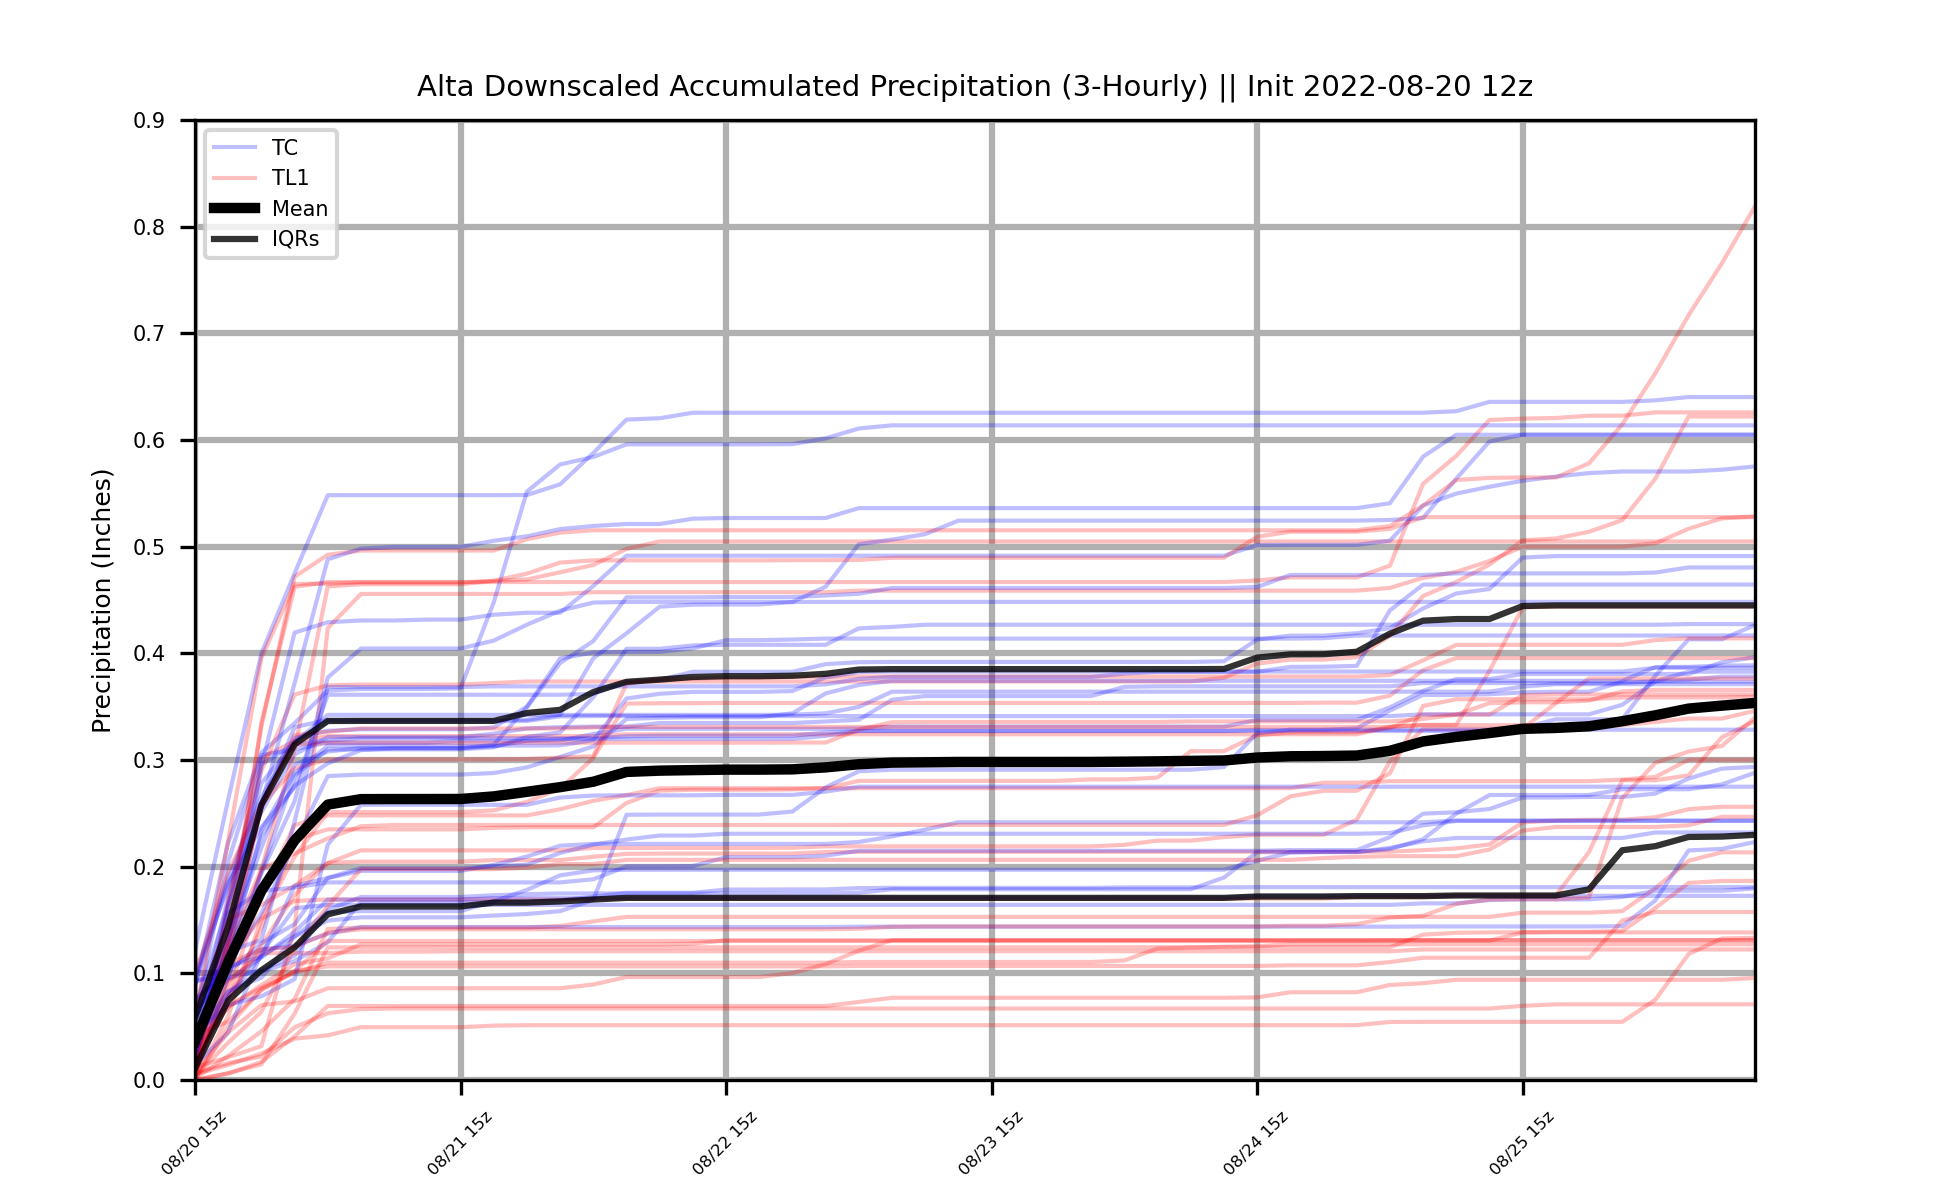 Alta Downscaled Accumulated Precipitation (3-Hourly) || Init 2022-08-20 12z
TC
TL1
Mean
IQRs
Precipitation (Inches)
0.9
0.8
0.7
0.6
0.5
0.4
0.3
0.2
0.1
0.0
08/20 15z
08/21 15z
08/22 15z
08/23 15z
08/24 15z
08/25 15z